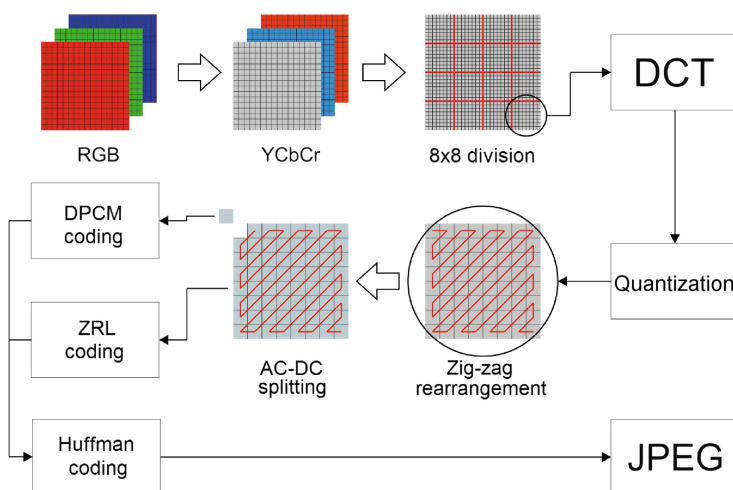 RGB
YCbCr
8x8 division
DCT
DPCM
coding
Quantization
ZRL
coding
AC-DC
splitting
Zig-zag
rearrangement
Huffman
coding
JPEG